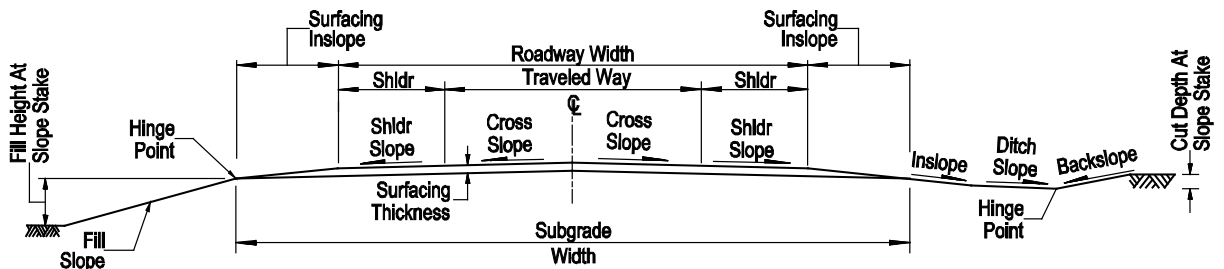 Surfacing
Inslope
Surfacing
Inslope
Roadway Width
Shldr
Traveled Way
Shldr
Fill Height At
Slope Stake
Cut Depth At
Slope Stake
℄
Hinge
Point
Shldr
Slope
Cross
Slope
Cross
Slope
Shldr
Slope
Inslope
Ditch
Slope
Backslope
Surfacing
Thickness
Hinge
Point
Fill
Slope
Subgrade
Width